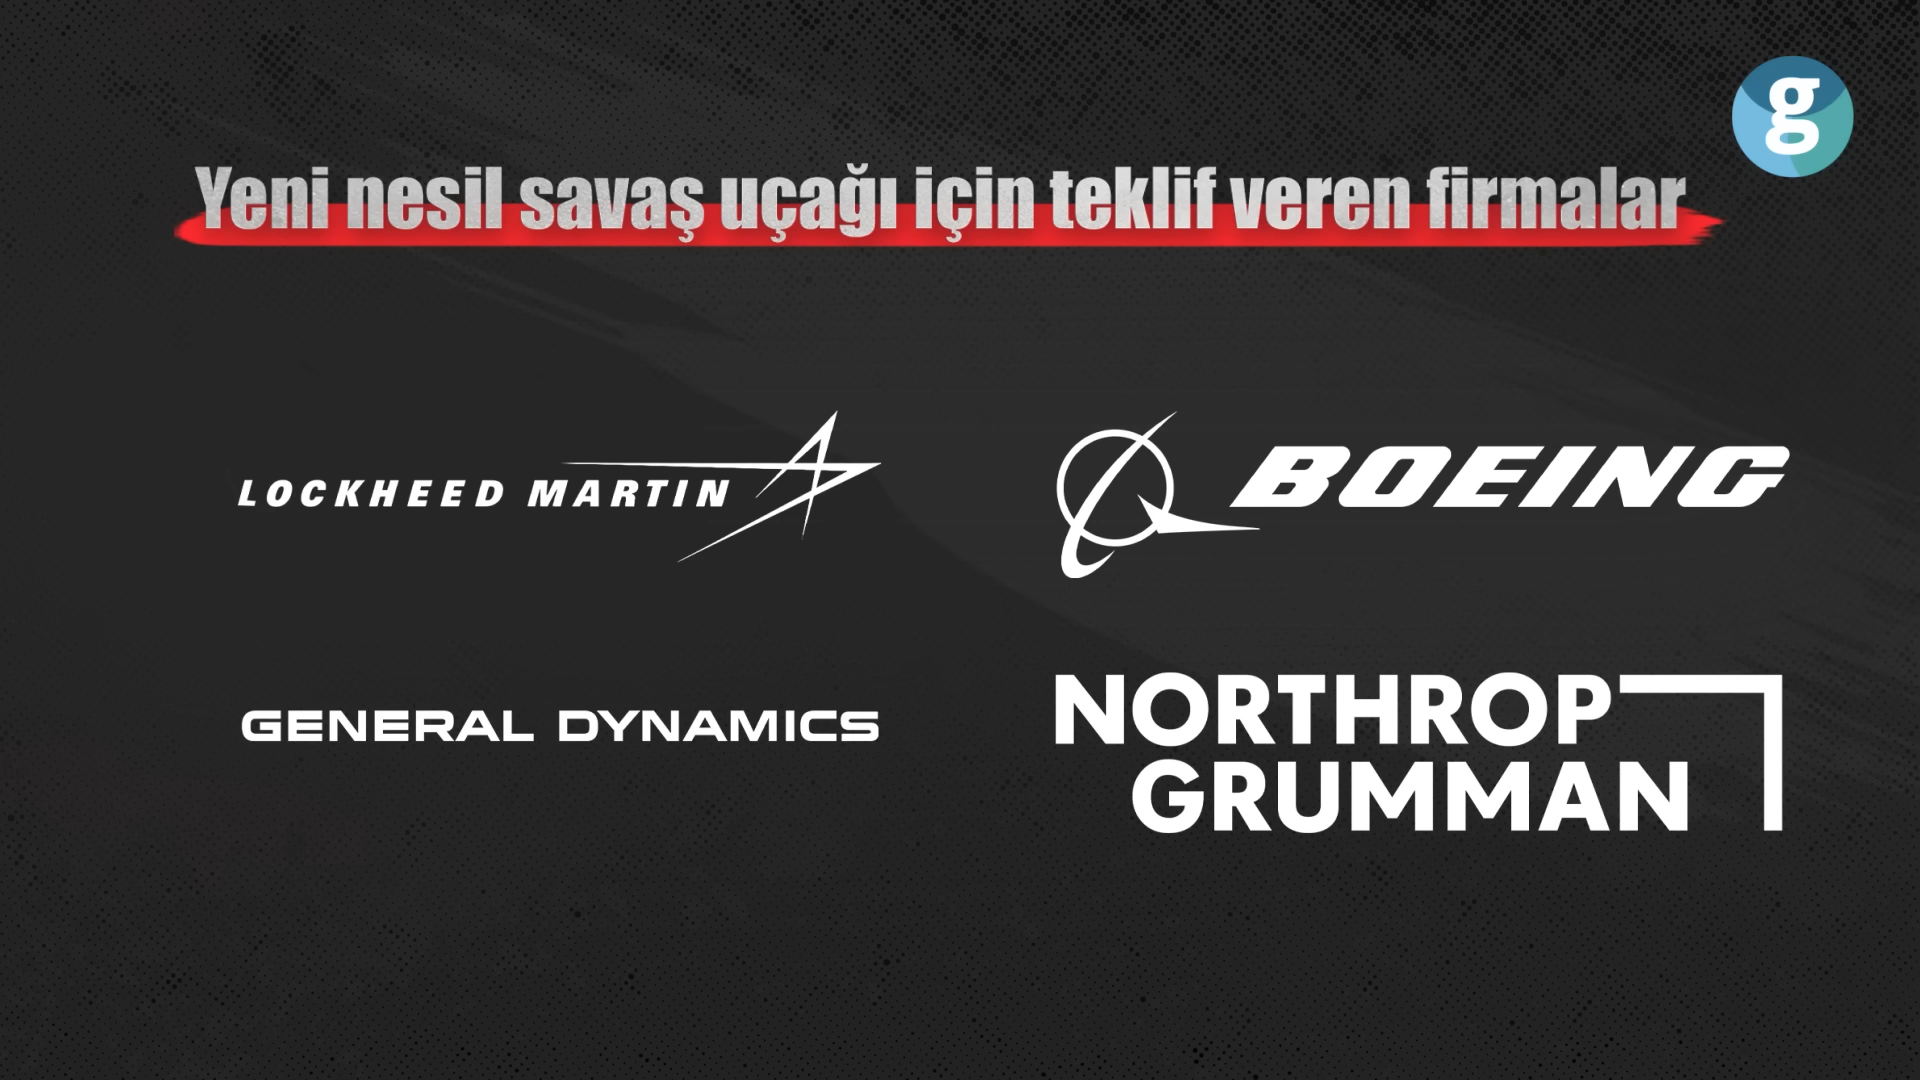 g
Yeni nesil savaş uçağı için teklif veren firmalar
LOCKHEED MARTIN
BOEING
GENERAL DYNAMICS
NORTHROP
GRUMMAN